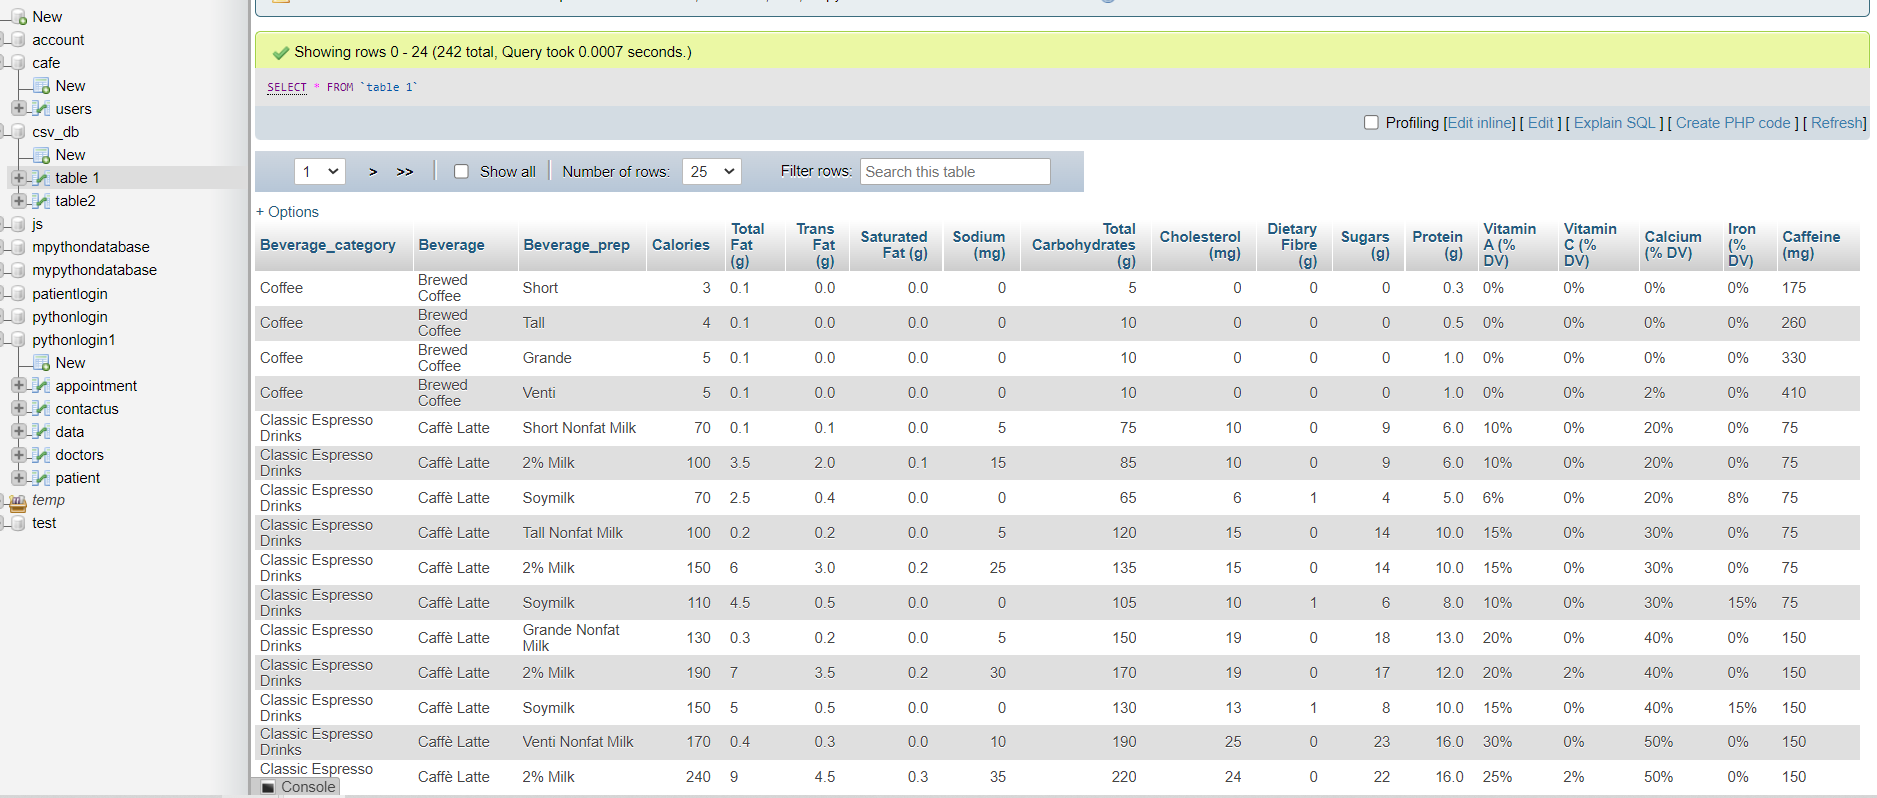 New
account
cafe
New
users
csv_db
New
table 1
table2
js
mpythondatabase
mypythondatabase
patientlogin
pythonlogin
pythonlogin1
New
appointment
contactus
data
doctors
patient
temp
test
Showing rows 0 - 24 (242 total, Query took 0.0007 seconds.)
SELECT * FROM `table 1`
Profiling [Edit inline] [ Edit ] [ Explain SQL ] [ Create PHP code ] [ Refresh]
1 > >> Show all Number of rows: 25 Filter rows: Search this table
+ Options
Beverage_category Beverage Beverage_prep Calories Total Fat (g) Trans Fat (g) Saturated Fat (g) Sodium (mg) Total Carbohydrates (g) Cholesterol (mg) Dietary Fibre (g) Sugars (g) Protein (g) Vitamin A (% DV) Vitamin C (% DV) Calcium (% DV) Iron (% DV) Caffeine (mg)
Coffee Brewed Coffee Short 3 0.1 0.0 0.0 0 5 0 0 0 0.3 0% 0% 0% 0% 175
Coffee Brewed Coffee Tall 4 0.1 0.0 0.0 0 10 0 0 0 0.5 0% 0% 0% 0% 260
Coffee Brewed Coffee Grande 5 0.1 0.0 0.0 0 10 0 0 0 1.0 0% 0% 0% 0% 330
Coffee Brewed Coffee Venti 5 0.1 0.0 0.0 0 10 0 0 0 1.0 0% 0% 2% 0% 410
Classic Espresso Drinks Caffè Latte Short Nonfat Milk 70 0.1 0.1 0.0 5 75 10 0 9 6.0 10% 0% 20% 0% 75
Classic Espresso Drinks Caffè Latte 2% Milk 100 3.5 2.0 0.1 15 85 10 0 9 6.0 10% 0% 20% 0% 75
Classic Espresso Drinks Caffè Latte Soymilk 70 2.5 0.4 0.0 0 65 6 1 4 5.0 6% 0% 20% 8% 75
Classic Espresso Drinks Caffè Latte Tall Nonfat Milk 100 0.2 0.2 0.0 5 120 15 0 14 10.0 15% 0% 30% 0% 75
Classic Espresso Drinks Caffè Latte 2% Milk 150 6 3.0 0.2 25 135 15 0 14 10.0 15% 0% 30% 0% 75
Classic Espresso Drinks Caffè Latte Soymilk 110 4.5 0.5 0.0 0 105 10 1 6 8.0 10% 0% 30% 15% 75
Classic Espresso Drinks Caffè Latte Grande Nonfat Milk 130 0.3 0.2 0.0 5 150 19 0 18 13.0 20% 0% 40% 0% 150
Classic Espresso Drinks Caffè Latte 2% Milk 190 7 3.5 0.2 30 170 19 0 17 12.0 20% 2% 40% 0% 150
Classic Espresso Drinks Caffè Latte Soymilk 150 5 0.5 0.0 0 130 13 1 8 10.0 15% 0% 40% 15% 150
Classic Espresso Drinks Caffè Latte Venti Nonfat Milk 170 0.4 0.3 0.0 10 190 25 0 23 16.0 30% 0% 50% 0% 150
Classic Espresso Caffè Latte 2% Milk 240 9 4.5 0.3 35 220 24 0 22 16.0 25% 2% 50% 0% 150
Console